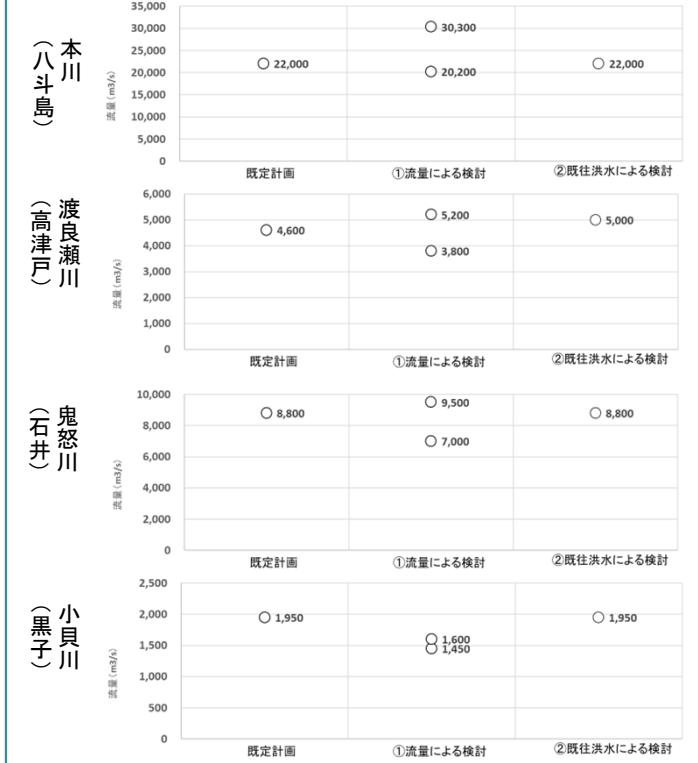 本川
（八斗島）
流量(m3/s)
35,000
30,000
25,000
20,000
15,000
10,000
5,000
0
22,000
30,300
20,200
22,000
既定計画
①流量による検討
②既往洪水による検討
渡良瀬川
（高津戸）
流量(m3/s)
6,000
5,000
4,000
3,000
2,000
1,000
0
4,600
5,200
3,800
5,000
既定計画
①流量による検討
②既往洪水による検討
鬼怒川
（石井）
流量(m3/s)
10,000
8,000
6,000
4,000
2,000
0
8,800
9,500
7,000
8,800
既定計画
①流量による検討
②既往洪水による検討
小貝川
（黒子）
流量(m3/s)
2,500
2,000
1,500
1,000
500
0
1,950
1,600
1,450
1,950
既定計画
①流量による検討
②既往洪水による検討